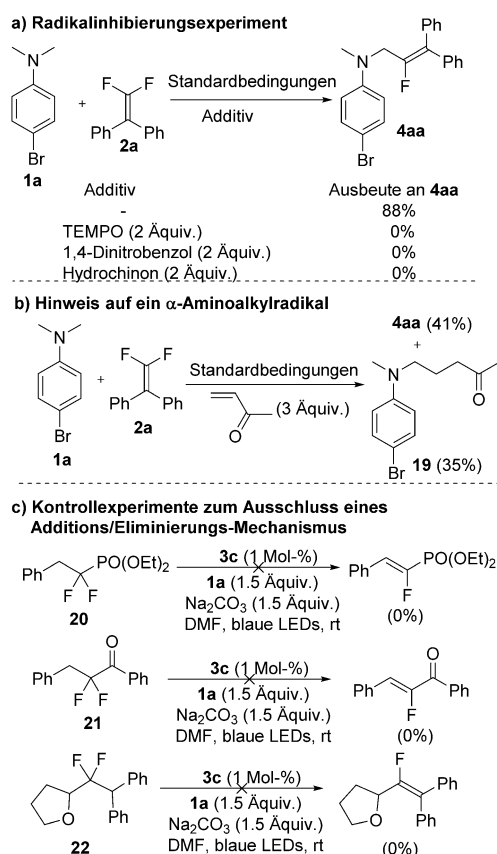 a) Radikalinhibierungsexperiment
N
Br
1a
+
F F
Ph Ph
2a
Standardbedingungen
Additiv
N
Ph
Ph
F
Br
4aa
Additiv Ausbeute an 4aa
- 88%
TEMPO (2 Äquiv.) 0%
1,4-Dinitrobenzol (2 Äquiv.) 0%
Hydrochinon (2 Äquiv.) 0%
b) Hinweis auf ein α-Aminoalkylradikal
N
Br
1a
+
F F
Ph Ph
2a
Standardbedingungen
O
(3 Äquiv.)
4aa (41%)
+
N
O
Br
19 (35%)
c) Kontrollexperimente zum Ausschluss eines
Additions/Eliminierungs-Mechanismus
Ph PO(OEt)2
F F
20
3c (1 Mol-%)
1a (1.5 Äquiv.)
Na2CO3 (1.5 Äquiv.)
DMF, blaue LEDs, rt
Ph PO(OEt)2
F
(0%)
O
Ph Ph
F F
21
3c (1 Mol-%)
1a (1.5 Äquiv.)
Na2CO3 (1.5 Äquiv.)
DMF, blaue LEDs, rt
O
Ph Ph
F
(0%)
F F
Ph
O Ph
22
3c (1 Mol-%)
1a (1.5 Äquiv.)
Na2CO3 (1.5 Äquiv.)
DMF, blaue LEDs, rt
F
Ph
O Ph
(0%)